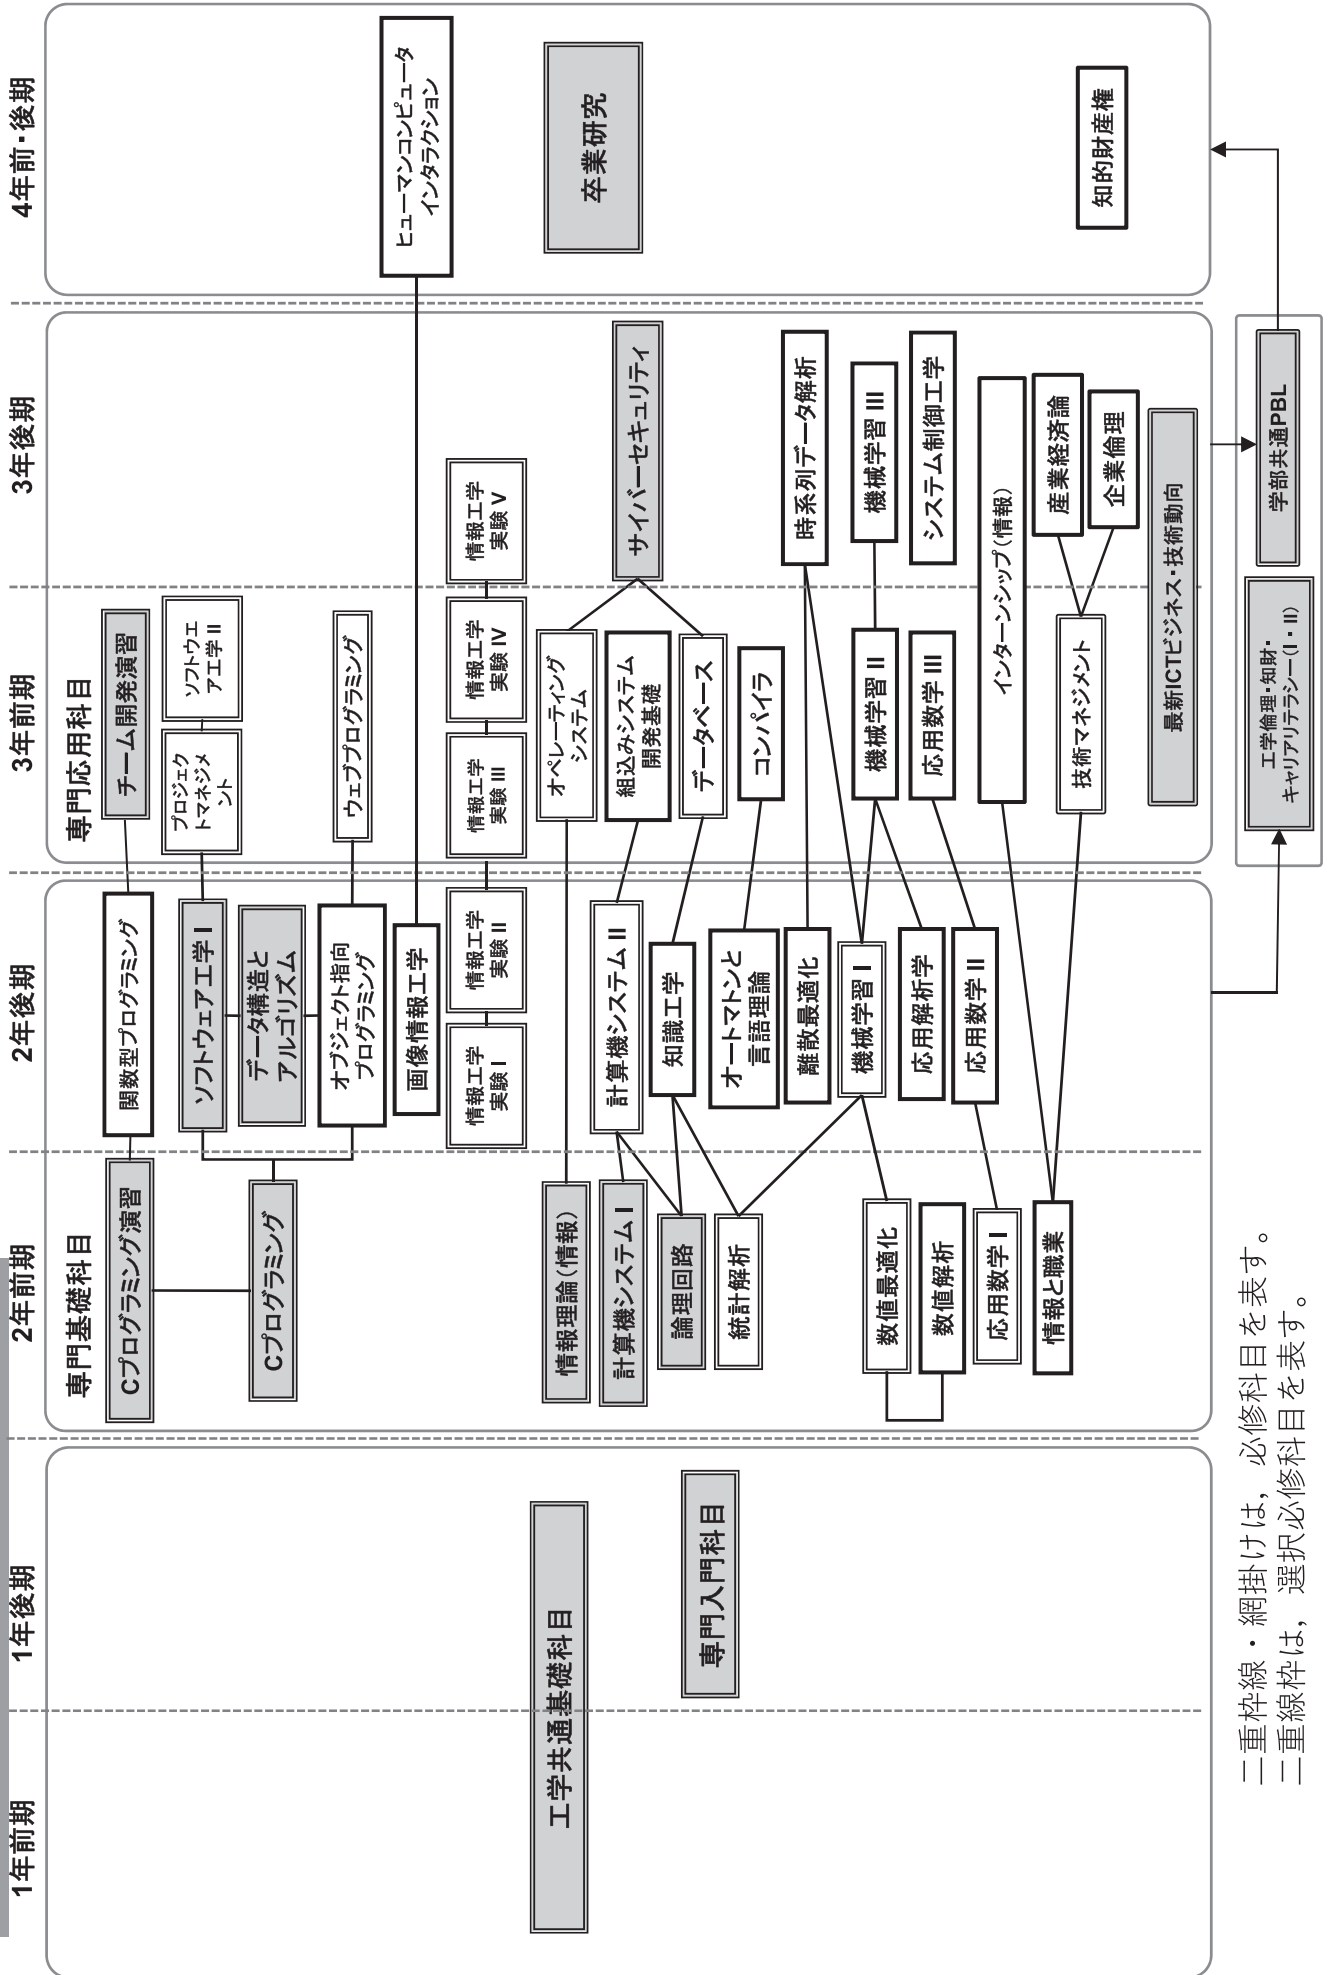 1年前期
1年後期
2年前期
2年後期
3年前期
3年後期
4年前・後期
工学共通基礎科目
専門入門科目
専門基礎科目
Cプログラミング演習
Cプログラミング
情報理論(情報)
計算機システム I
論理回路
統計解析
数値最適化
数値解析
応用数学 I
情報と職業
関数型プログラミング
ソフトウェア工学 I
データ構造と
アルゴリズム
オブジェクト指向
プログラミング
画像情報工学
情報工学
実験 I
情報工学
実験 II
計算機システム II
知識工学
オートマトンと
言語理論
離散最適化
機械学習 I
応用解析学
応用数学 II
専門応用科目
チーム開発演習
プロジェク
トマネジメ
ント
ソフトウエ
ア工学 II
ウェブプログラミング
情報工学
実験 III
情報工学
実験 IV
情報工学
実験 V
オペレーティング
システム
組込みシステム
開発基礎
データベース
コンパイラ
サイバーセキュリティ
時系列データ解析
機械学習 II
機械学習 III
応用数学 III
システム制御工学
インターンシップ(情報)
技術マネジメント
産業経済論
企業倫理
最新ICTビジネス・技術動向
工学倫理・知財・
キャリアリテラシー(I・II)
学部共通PBL
ヒューマンコンピュータ
インタラクション
卒業研究
知的財産権
二重枠線・網掛けは，必修科目を表す。
二重線枠は，選択必修科目を表す。